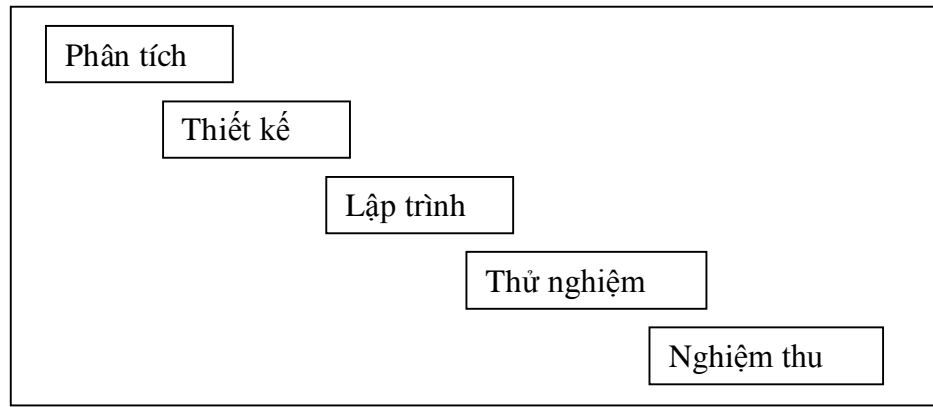 Phân tích
Thiết kế
Lập trình
Thử nghiệm
Nghiệm thu